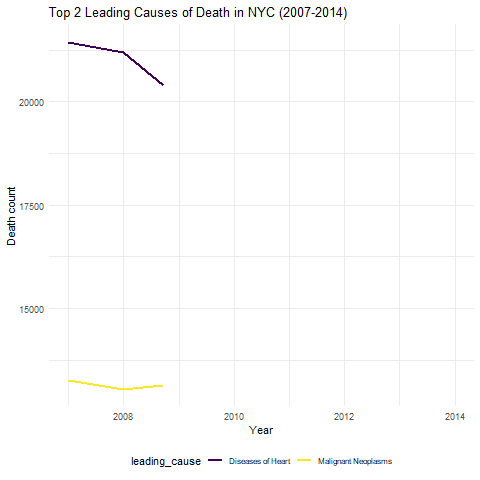 Top 2 Leading Causes of Death in NYC (2007-2014)
Death count
20000
17500
15000
2008 2010 2012 2014
Year
leading_cause Diseases of Heart Malignant Neoplasms